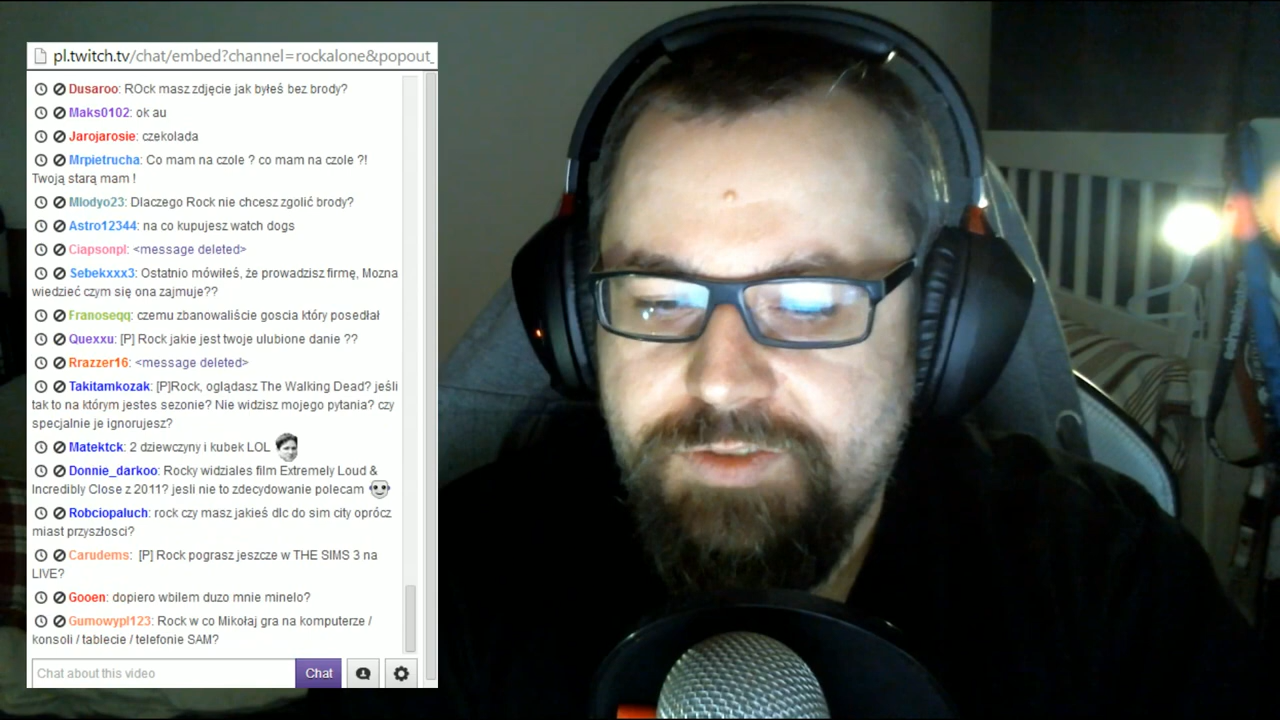 pl.twitch.tv/chat/embed?channel=rockalone&popout_
Dusaroo: ROck masz zdjęcie jak byłeś bez brody?
Maks0102: ok au
Jarojarosie: czekolada
Mrpietrucha: Co mam na czole ? co mam na czole ?!
Twoją starą mam !
Mlodyo23: Dlaczego Rock nie chcesz zgolić brody?
Astro12344: na co kupujesz watch dogs
Ciapsonpl: <message deleted>
Sebekxxx3: Ostatnio mówiłeś, że prowadzisz firmę, Mozna
wiedzieć czym się ona zajmuje??
Franoseqq: czemu zbanowaliście goscia który posedłał
Quexxu: [P] Rock jakie jest twoje ulubione danie ??
Rrazzer16: <message deleted>
Takitamkozak: [P]Rock, oglądasz The Walking Dead? jeśli
tak to na którym jestes sezonie? Nie widzisz mojego pytania? czy
specjalnie je ignorujesz?
Matektck: 2 dziewczyny i kubek LOL
Donnie_darkoo: Rocky widziales film Extremely Loud &
Incredibly Close z 2011? jesli nie to zdecydowanie polecam
Robciopaluch: rock czy masz jakieś dlc do sim city oprócz
miast przyszłosci?
Carudems: [P] Rock pograsz jeszcze w THE SIMS 3 na
LIVE?
Gooen: dopiero wbilem duzo mnie minelo?
Gumowypl123: Rock w co Mikołaj gra na komputerze /
konsoli / tablecie / telefonie SAM?
Chat about this video
Chat